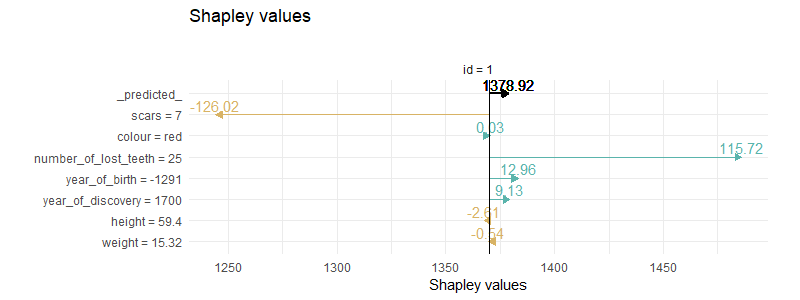 Shapley values
id = 1
_predicted_ 1378.92
scars = 7 -126.02
colour = red 0.03
number_of_lost_teeth = 25 115.72
year_of_birth = -1291 12.96
year_of_discovery = 1700 9.13
height = 59.4 -2.61
weight = 15.32 -0.54
1250 1300 1350 1400 1450
Shapley values